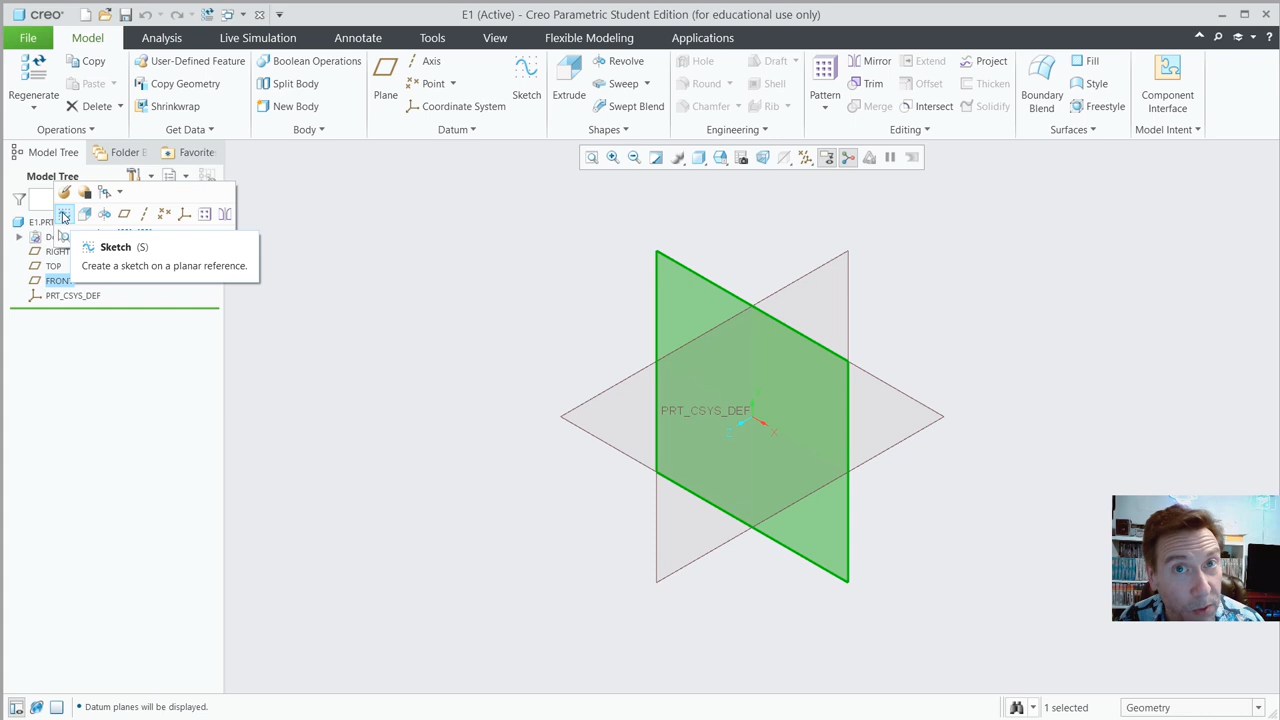 creo
E1 (Active) - Creo Parametric Student Edition (for educational use only)
File Model Analysis Live Simulation Annotate Tools View Flexible Modeling Applications
Regenerate Copy Paste Delete
Operations
User-Defined Feature Copy Geometry Shrinkwrap
Get Data
Boolean Operations Split Body New Body
Body
Plane Axis Point Coordinate System Sketch
Datum
Extrude Revolve Sweep Swept Blend
Shapes
Hole Round Chamfer Draft Shell Rib
Engineering
Pattern Mirror Trim Merge Extend Offset Intersect Project Thicken Solidify
Editing
Boundary Blend Fill Style Freestyle
Surfaces
Component Interface
Model Intent
Model Tree Folder B Favorite
Model Tree
E1.PRT
D
RIGHT
TOP
FRONT
PRT_CSYS_DEF
Sketch (S)
Create a sketch on a planar reference.
PRT_CSYS_DEF
Z X
Datum planes will be displayed.
1 selected
Geometry